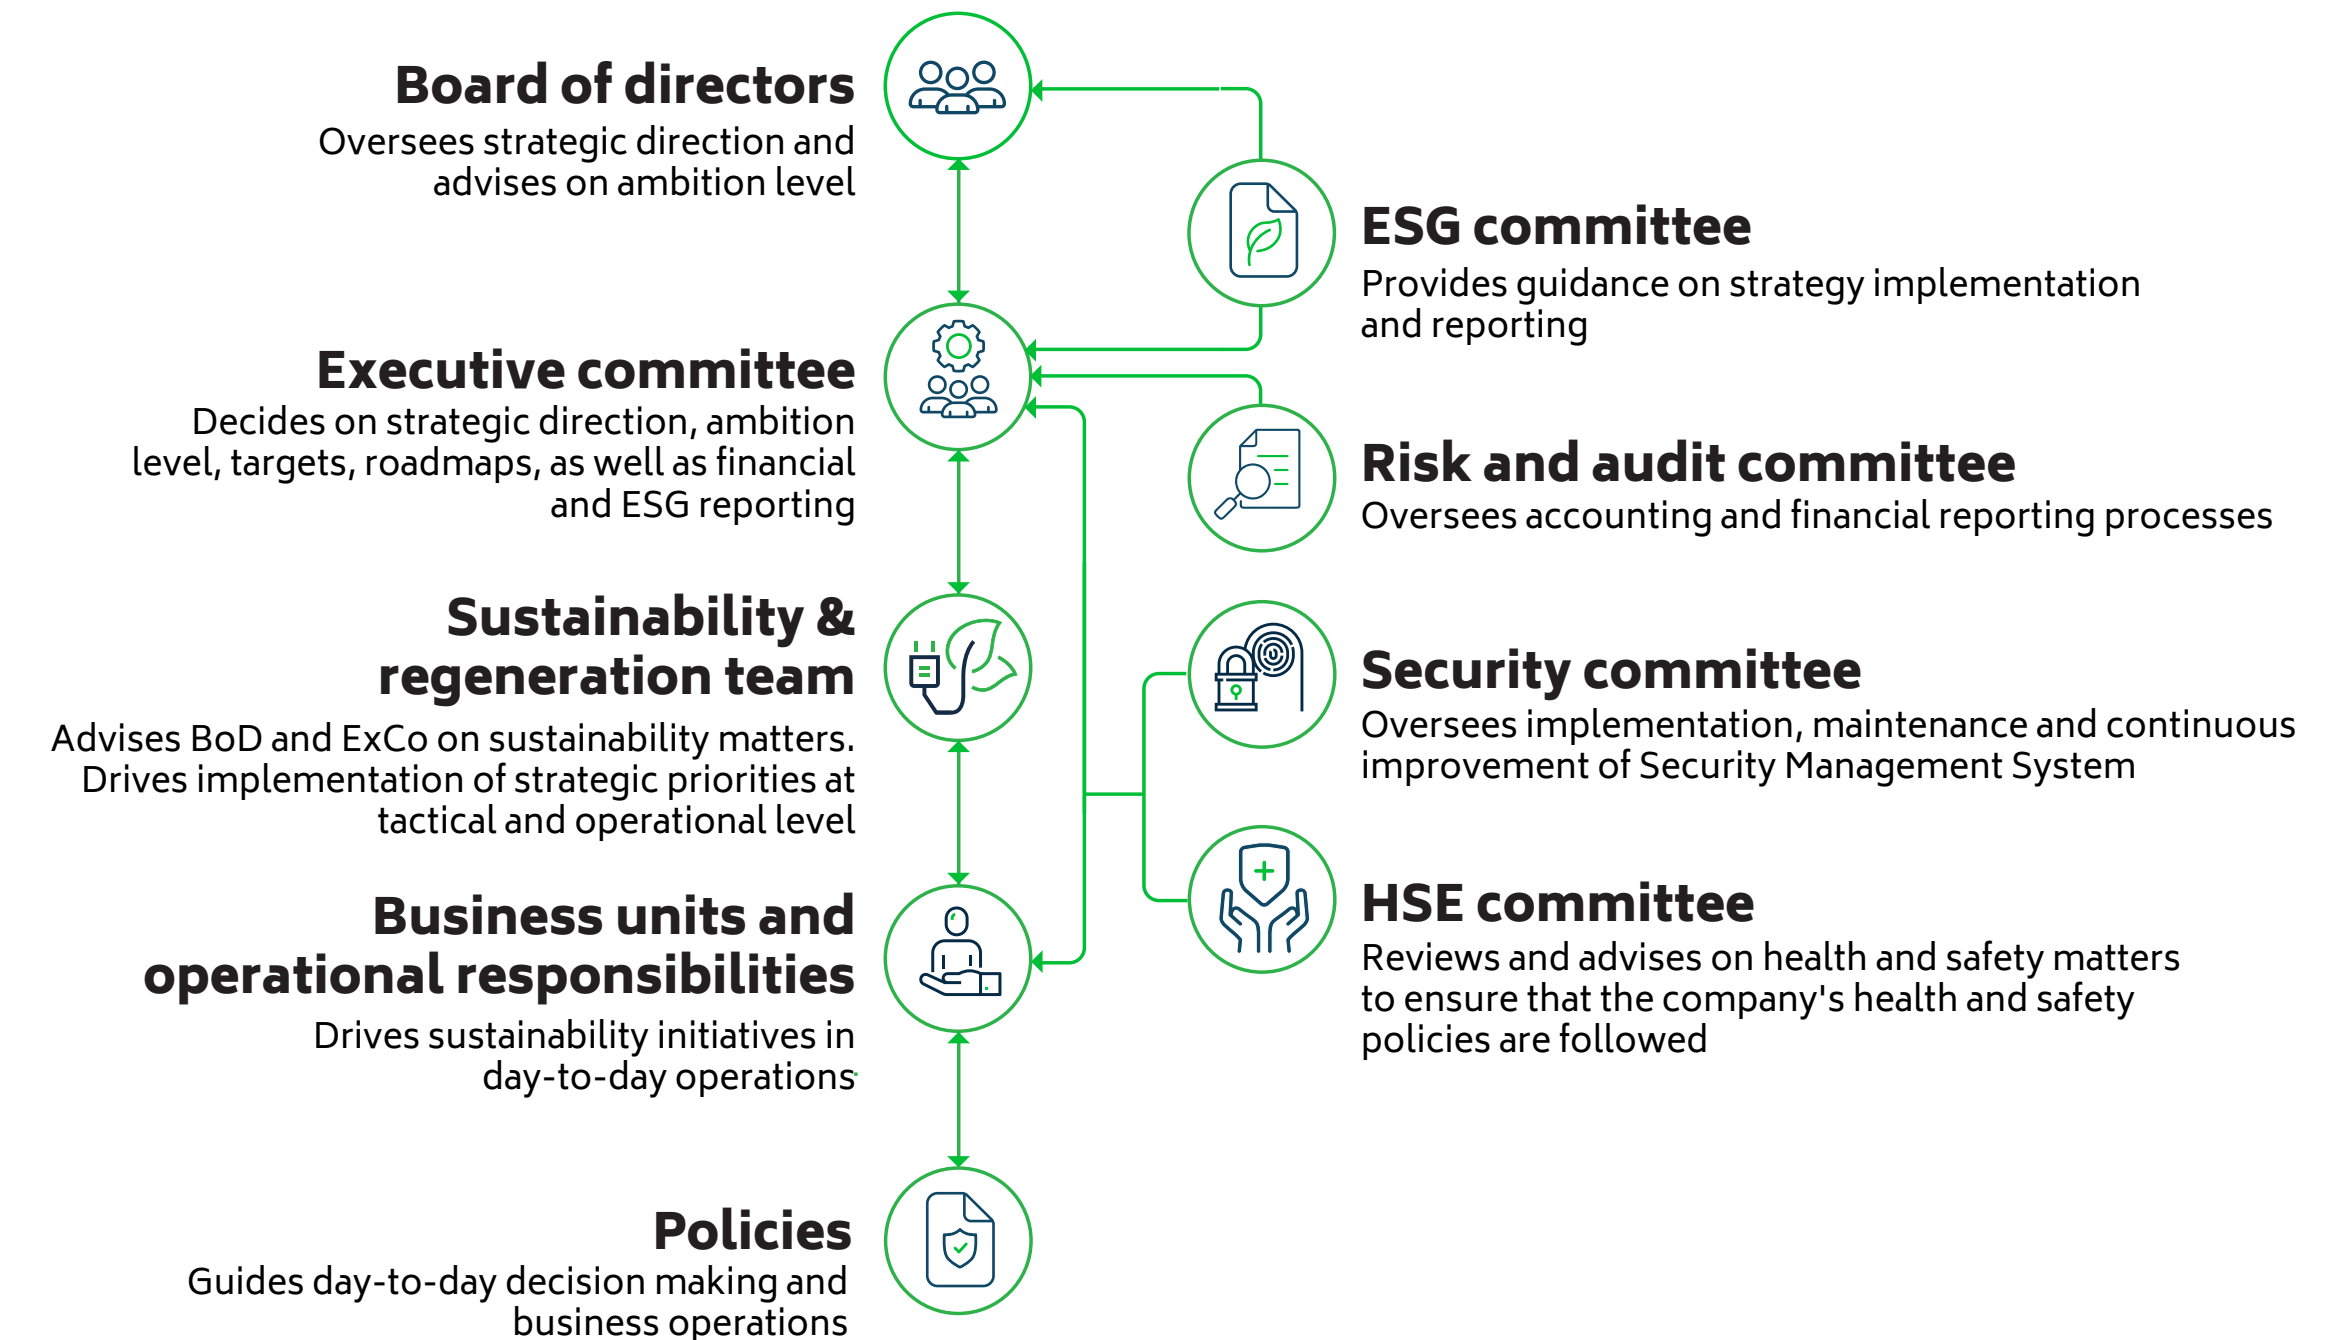 Board of directors
Oversees strategic direction and
advises on ambition level
ESG committee
Provides guidance on strategy implementation
and reporting
Executive committee
Decides on strategic direction, ambition
level, targets, roadmaps, as well as financial
and ESG reporting
Risk and audit committee
Oversees accounting and financial reporting processes
Sustainability &
regeneration team
Advises BoD and ExCo on sustainability matters.
Drives implementation of strategic priorities at
tactical and operational level
Security committee
Oversees implementation, maintenance and continuous
improvement of Security Management System
Business units and
operational responsibilities
Drives sustainability initiatives in
day-to-day operations
HSE committee
Reviews and advises on health and safety matters
to ensure that the company's health and safety
policies are followed
Policies
Guides day-to-day decision making and
business operations